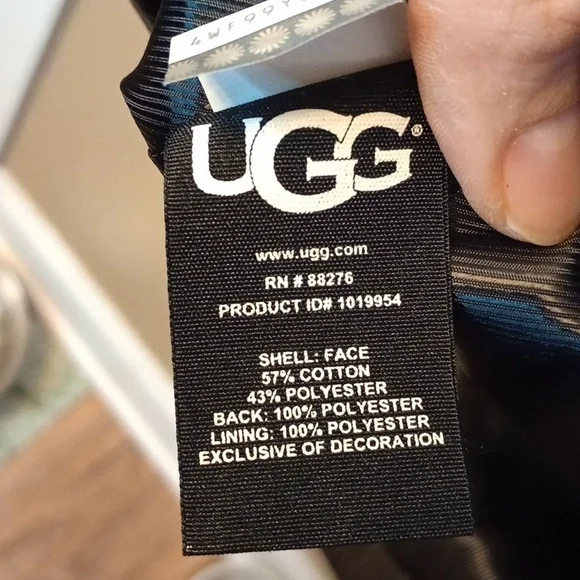 UGG®
www.ugg.com
RN # 88276
PRODUCT ID# 1019954
SHELL: FACE
57% COTTON
43% POLYESTER
BACK: 100% POLYESTER
LINING: 100% POLYESTER
EXCLUSIVE OF DECORATION